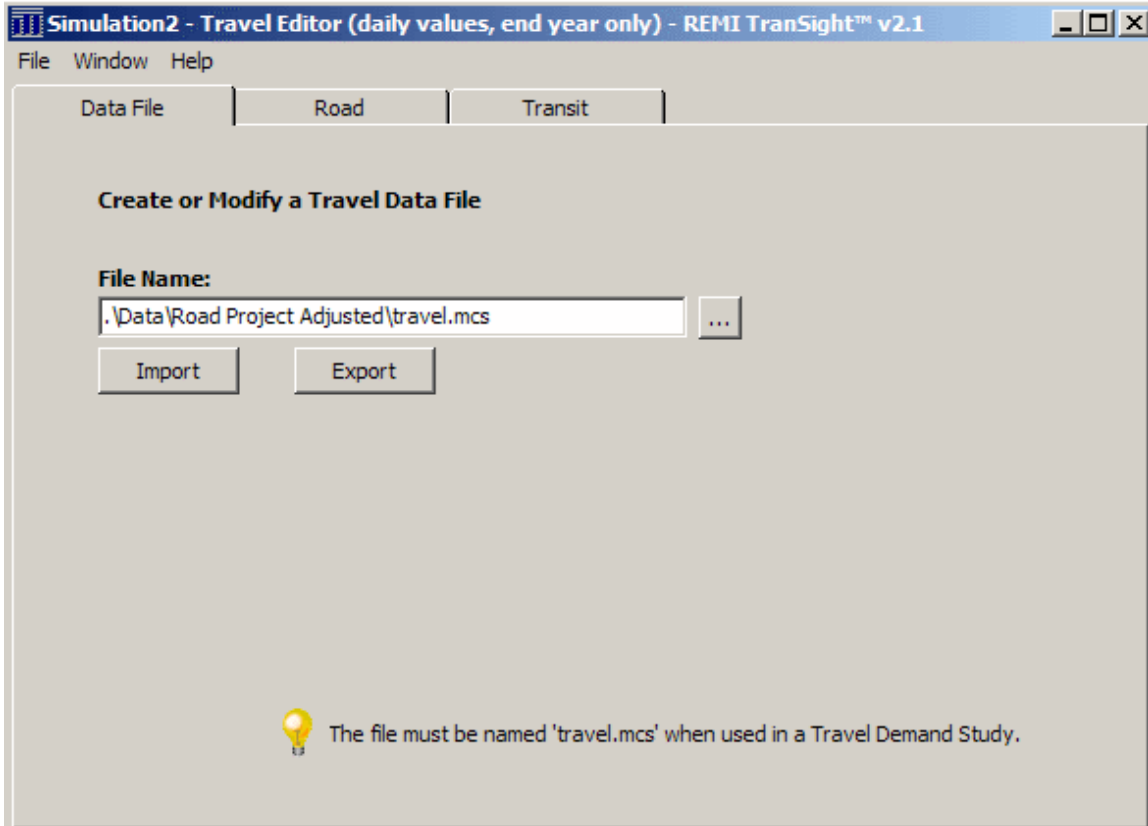 Simulation2 - Travel Editor (daily values, end year only) - REMI TranSight™ v2.1
File Window Help
Data File Road Transit
Create or Modify a Travel Data File
File Name:
.\Data\Road Project Adjusted\travel.mcs ...
Import Export
The file must be named 'travel.mcs' when used in a Travel Demand Study.